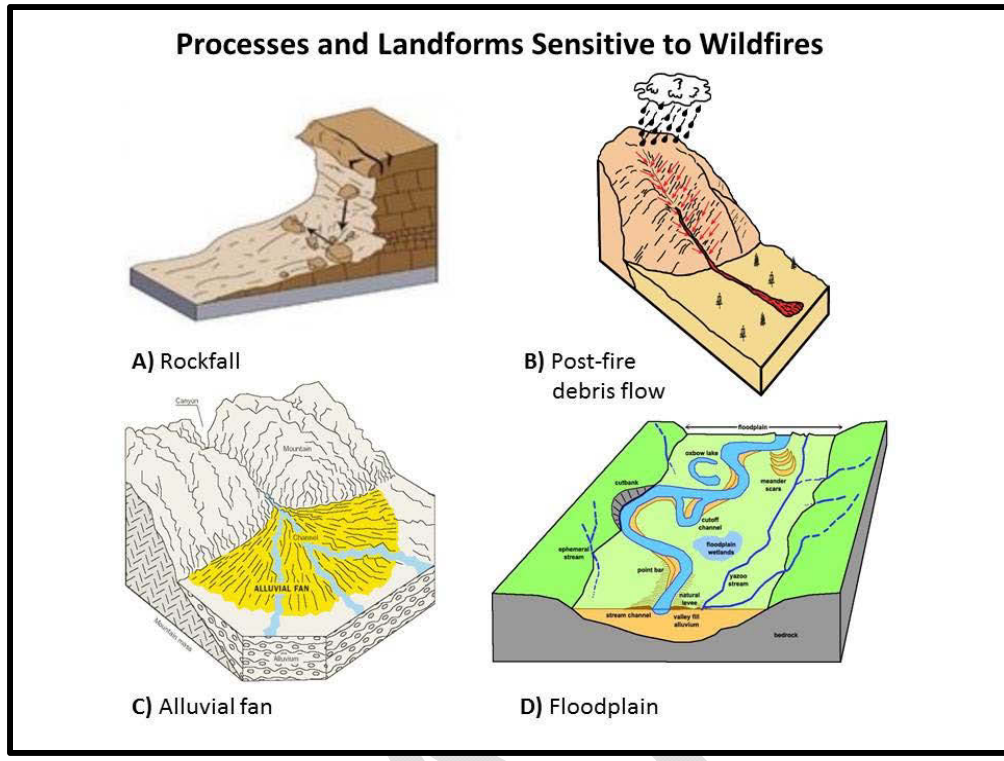 Processes and Landforms Sensitive to Wildfires
?
A) Rockfall
B) Post-fire
debris flow
Canyon
Mountain
Channel
ALLUVIAL FAN
Mountain mass
Alluvium
C) Alluvial fan
floodplain
oxbow lake
meander
scars
cutbank
cutoff
channel
floodplain
wetlands
ephemeral
stream
point bar
yazoo
stream
natural
levee
stream channel
valley fill
alluvium
bedrock
D) Floodplain